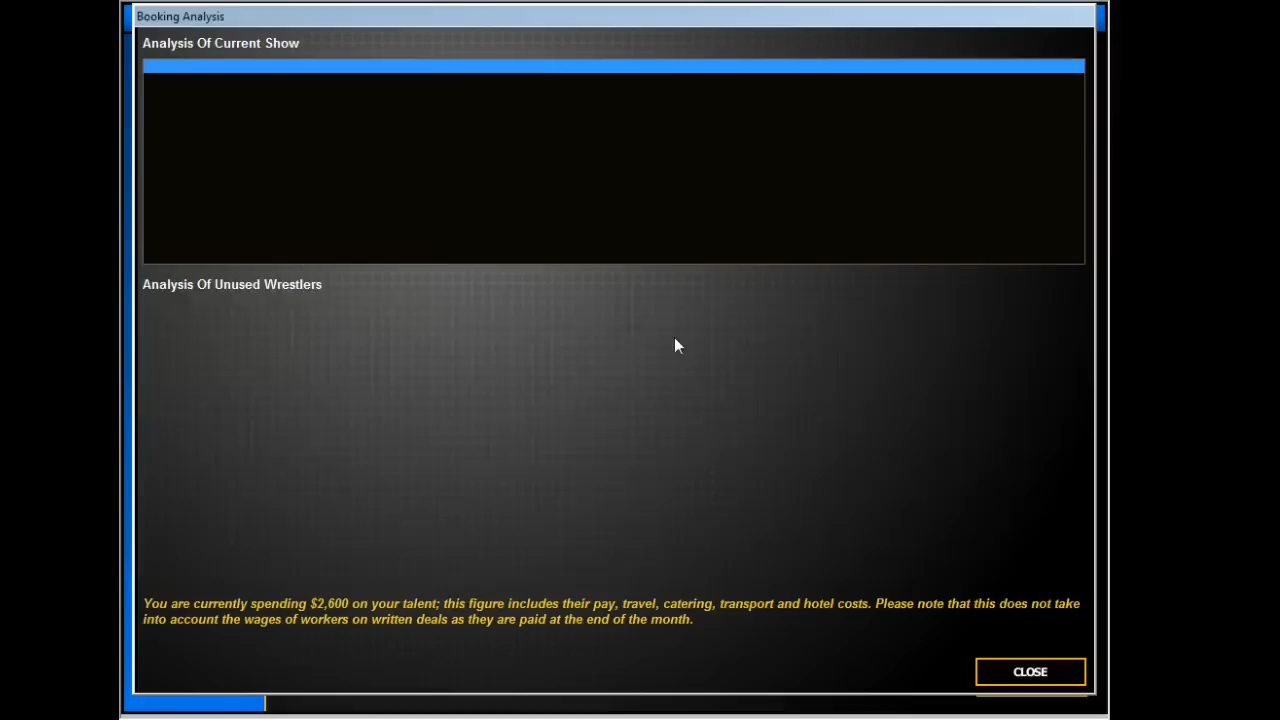 Booking Analysis
Analysis Of Current Show
Analysis Of Unused Wrestlers
You are currently spending $2,600 on your talent; this figure includes their pay, travel, catering, transport and hotel costs. Please note that this does not take
into account the wages of workers on written deals as they are paid at the end of the month.
CLOSE